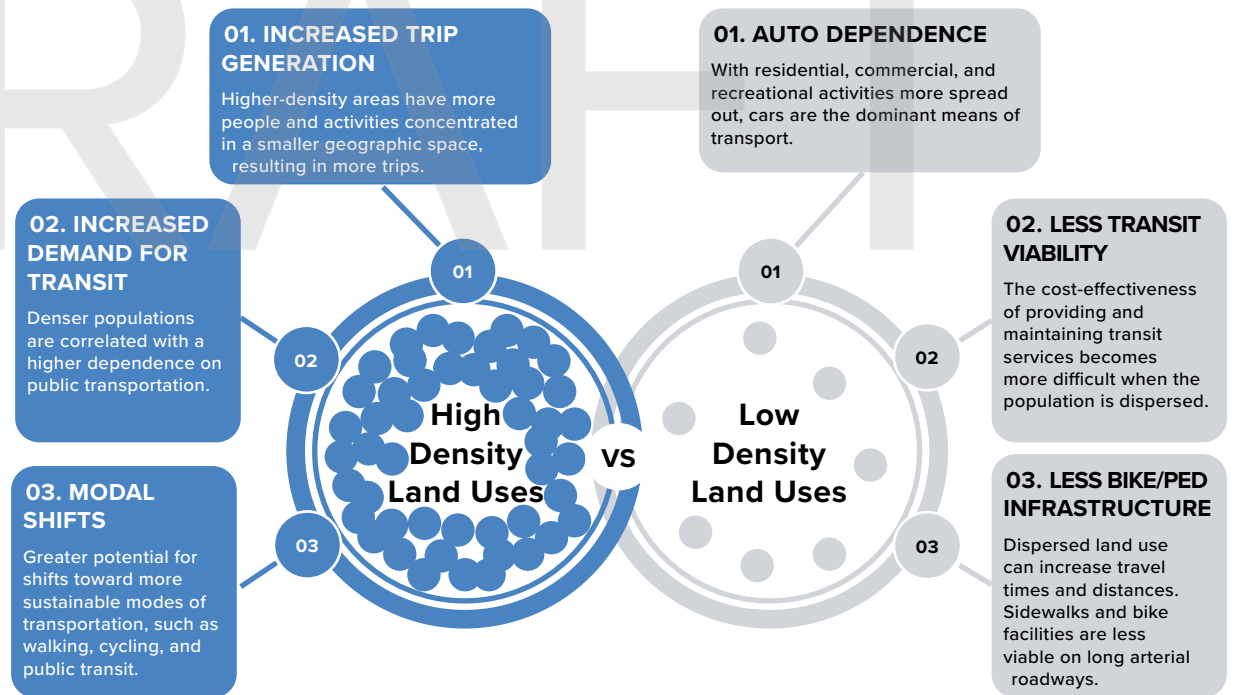 01. INCREASED TRIP
GENERATION
Higher-density areas have more
people and activities concentrated
in a smaller geographic space,
resulting in more trips.
02. INCREASED
DEMAND FOR
TRANSIT
Denser populations
are correlated with a
higher dependence on
public transportation.
03. MODAL
SHIFTS
Greater potential for
shifts toward more
sustainable modes of
transportation, such as
walking, cycling, and
public transit.
01
02
03
High
Density
Land Uses
VS
Low
Density
Land Uses
01
02
03
01. AUTO DEPENDENCE
With residential, commercial, and
recreational activities more spread
out, cars are the dominant means of
transport.
02. LESS TRANSIT
VIABILITY
The cost-effectiveness
of providing and
maintaining transit
services becomes
more difficult when the
population is dispersed.
03. LESS BIKE/PED
INFRASTRUCTURE
Dispersed land use
can increase travel
times and distances.
Sidewalks and bike
facilities are less
viable on long arterial
roadways.
RAFT